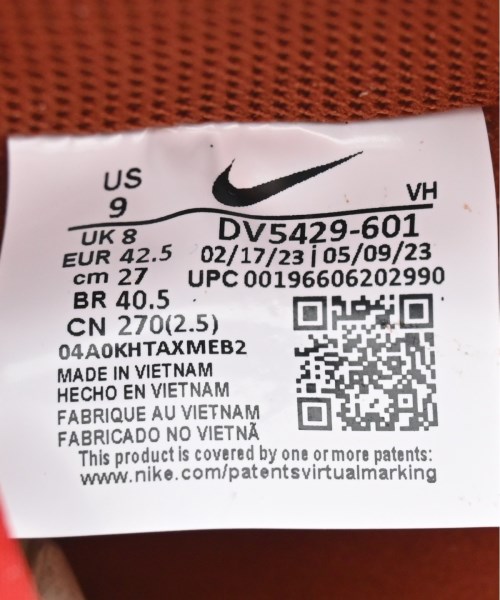 US
9
VH
UK 8
DV5429-601
EUR 42.5
02/17/23 | 05/09/23
cm 27
UPC 00196606202990
BR 40.5
CN 270(2.5)
04A0KHTAXMEB2
MADE IN VIETNAM
HECHO EN VIETNAM
FABRIQUE AU VIETNAM
FABRICADO NO VIETNÃ
This product is covered by one or more patents:
www.nike.com/patentsvirtualmarking